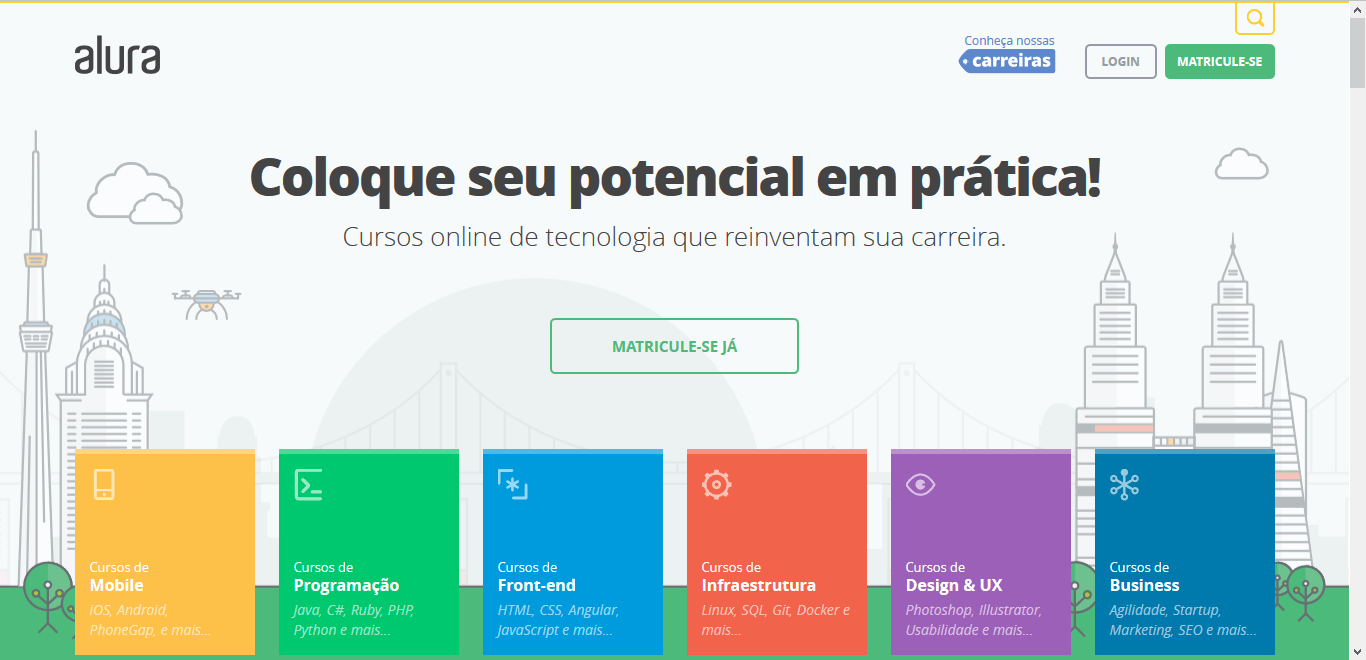 alura
Conheça nossas
carreiras
LOGIN
MATRICULE-SE
Coloque seu potencial em prática!
Cursos online de tecnologia que reinventam sua carreira.
MATRICULE-SE JÁ
Cursos de
Mobile
iOS, Android,
PhoneGap, e mais...
Cursos de
Programação
Java, C#, Ruby, PHP,
Python e mais...
Cursos de
Front-end
HTML, CSS, Angular,
JavaScript e mais...
Cursos de
Infraestrutura
Linux, SQL, Git, Docker e
mais...
Cursos de
Design & UX
Photoshop, Illustrator,
Usabilidade e mais...
Cursos de
Business
Agilidade, Startup,
Marketing, SEO e mais...